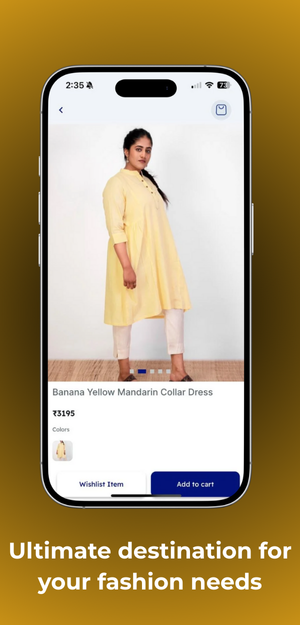 2:35
73
Banana Yellow Mandarin Collar Dress
₹3195
Colors
Wishlist Item
Add to cart
Ultimate destination for
your fashion needs